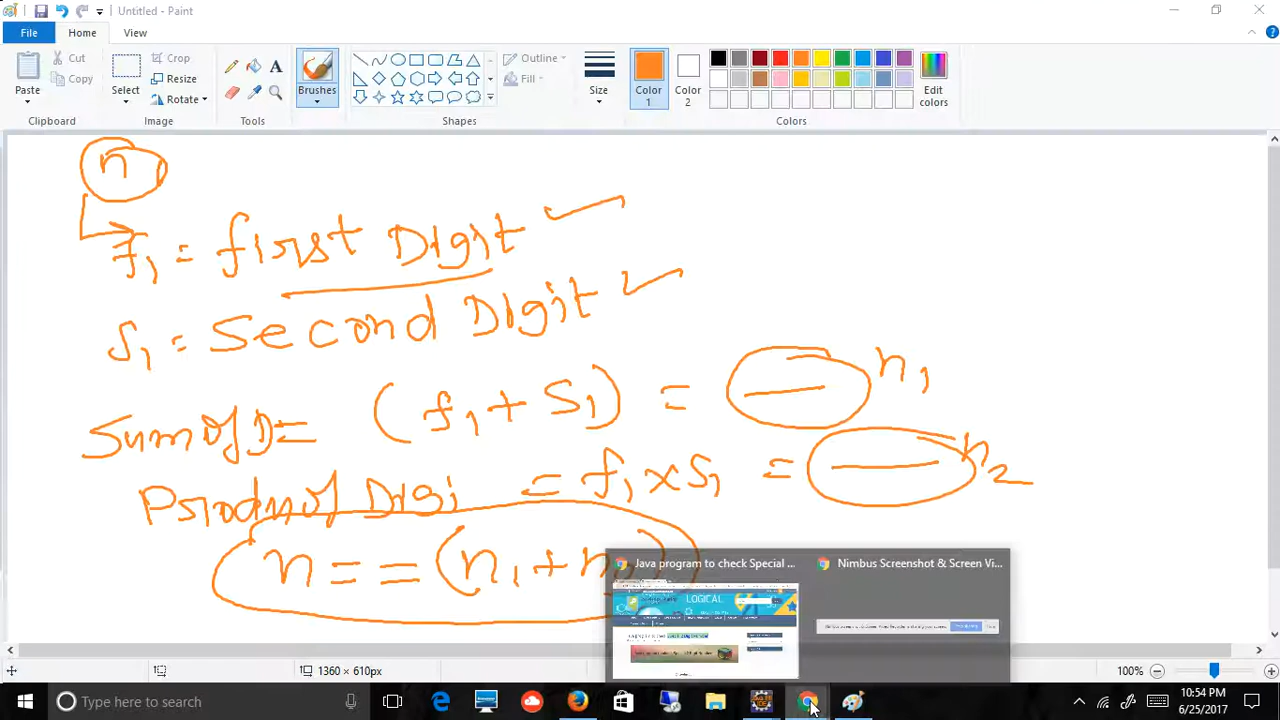 Untitled - Paint
File
Home
View
Paste
Cut
Copy
Clipboard
Select
Crop
Resize
Rotate
Image
A
Tools
Brushes
Outline
Fill
Shapes
Size
Color 1
Color 2
Edit colors
Colors
n
f1 = first Digit
S1 = Second Digit
Sum of D= (f1 + S1) = n1
Product of Digi = f1 x S1 = n2
n == (n1 + n
Java program to check Special ...
Nimbus Screenshot & Screen Vi...
LOGICAL
1360 × 610px
100%
Type here to search
10:54 PM
6/25/2017